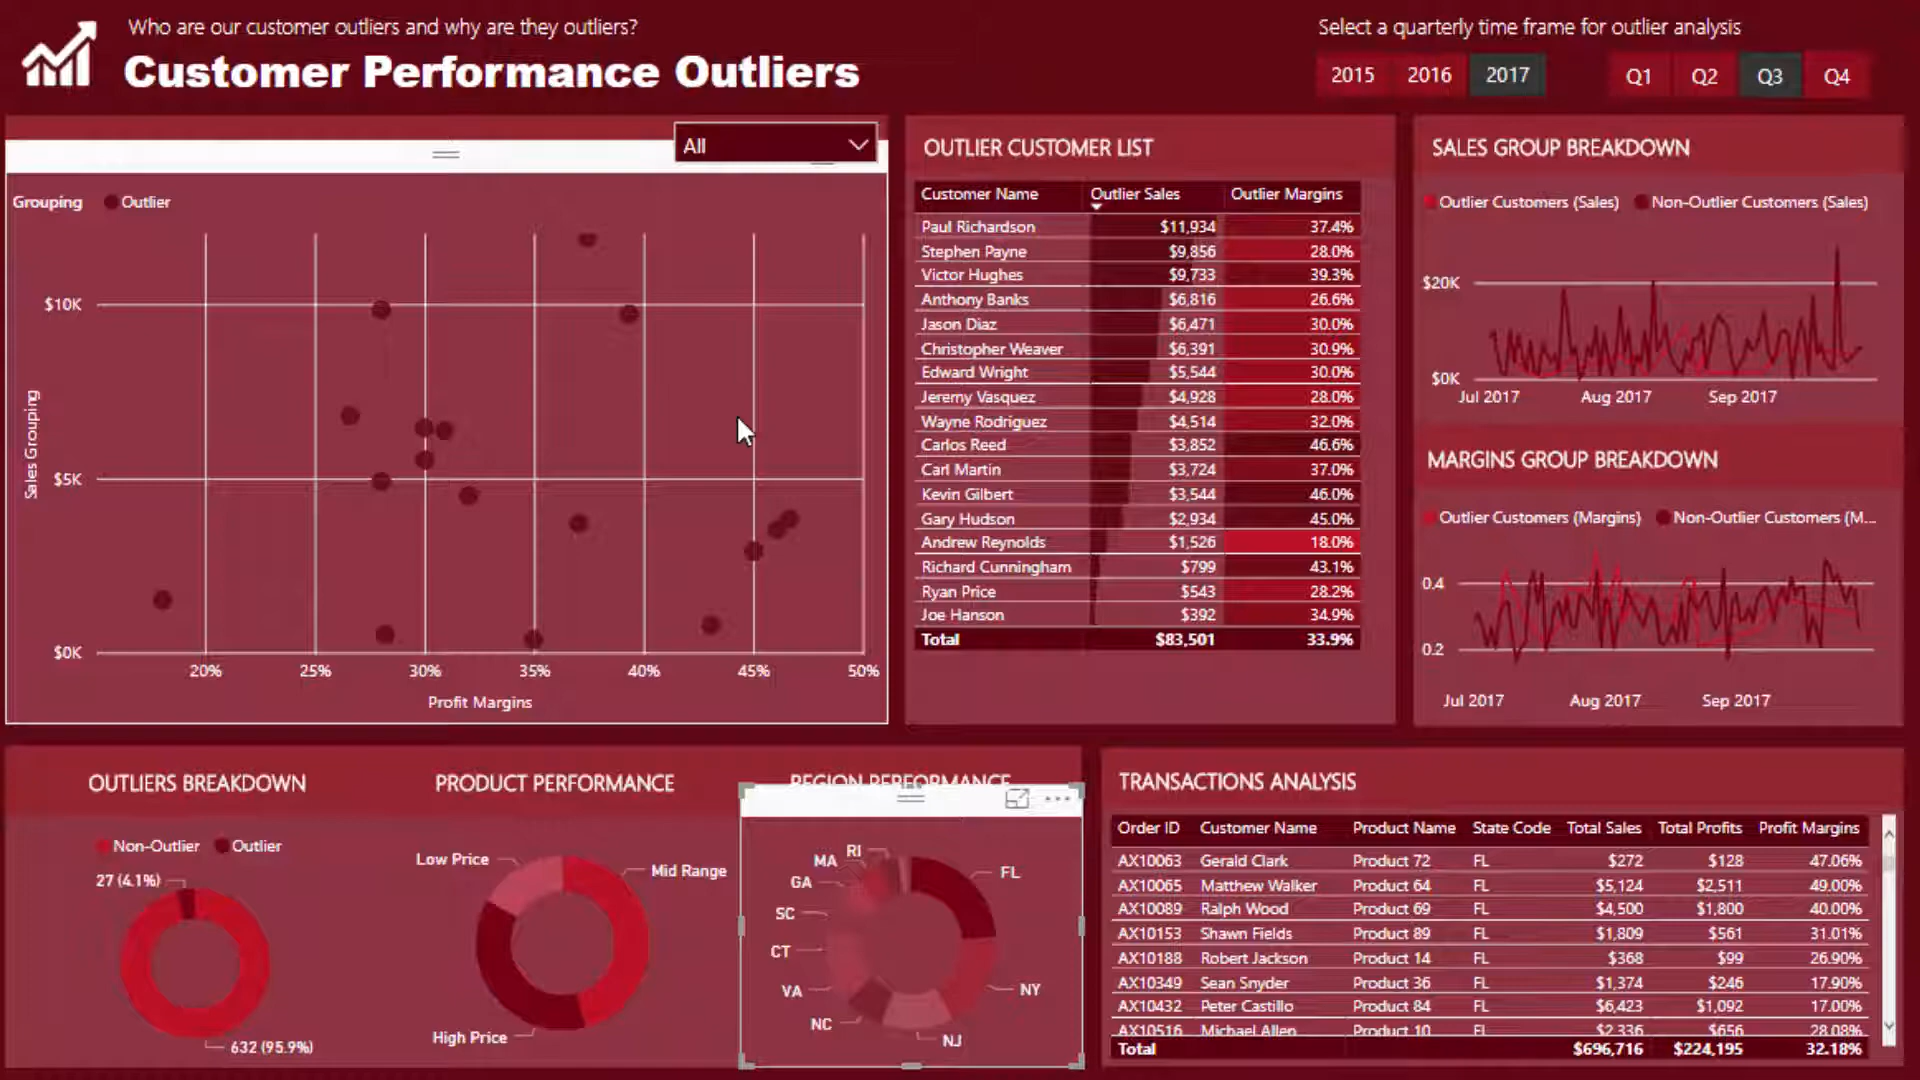 Who are our customer outliers and why are they outliers?
Customer Performance Outliers
Select a quarterly time frame for outlier analysis
2015 2016 2017 Q1 Q2 Q3 Q4
All
Grouping Outlier
$10K
$5K
$0K
Sales Grouping
20% 25% 30% 35% 40% 45% 50%
Profit Margins
OUTLIER CUSTOMER LIST
Customer Name Outlier Sales Outlier Margins
Paul Richardson $11,934 37.4%
Stephen Payne $9,856 28.0%
Victor Hughes $9,733 39.3%
Anthony Banks $6,816 26.6%
Jason Diaz $6,471 30.0%
Christopher Weaver $6,391 30.9%
Edward Wright $5,544 30.0%
Jeremy Vasquez $4,928 28.0%
Wayne Rodriguez $4,514 32.0%
Carlos Reed $3,852 46.6%
Carl Martin $3,724 37.0%
Kevin Gilbert $3,544 46.0%
Gary Hudson $2,934 45.0%
Andrew Reynolds $1,526 18.0%
Richard Cunningham $799 43.1%
Ryan Price $543 28.2%
Joe Hanson $392 34.9%
Total $83,501 33.9%
SALES GROUP BREAKDOWN
Outlier Customers (Sales) Non-Outlier Customers (Sales)
$20K
$0K
Jul 2017 Aug 2017 Sep 2017
MARGINS GROUP BREAKDOWN
Outlier Customers (Margins) Non-Outlier Customers (M...
0.4
0.2
Jul 2017 Aug 2017 Sep 2017
OUTLIERS BREAKDOWN
Non-Outlier Outlier
27 (4.1%)
632 (95.9%)
PRODUCT PERFORMANCE
Low Price
Mid Range
High Price
REGION PERFORMANCE
RI
MA
GA
SC
CT
VA
NC
NJ
NY
FL
TRANSACTIONS ANALYSIS
Order ID Customer Name Product Name State Code Total Sales Total Profits Profit Margins
AX10063 Gerald Clark Product 72 FL $272 $128 47.06%
AX10065 Matthew Walker Product 64 FL $5,124 $2,511 49.00%
AX10089 Ralph Wood Product 69 FL $4,500 $1,800 40.00%
AX10153 Shawn Fields Product 89 FL $1,809 $561 31.01%
AX10188 Robert Jackson Product 14 FL $368 $99 26.90%
AX10349 Sean Snyder Product 36 FL $1,374 $246 17.90%
AX10432 Peter Castillo Product 84 FL $6,423 $1,092 17.00%
AX10516 Michael Allen Product 10 FL $2,336 $656 28.08%
Total $696,716 $224,195 32.18%